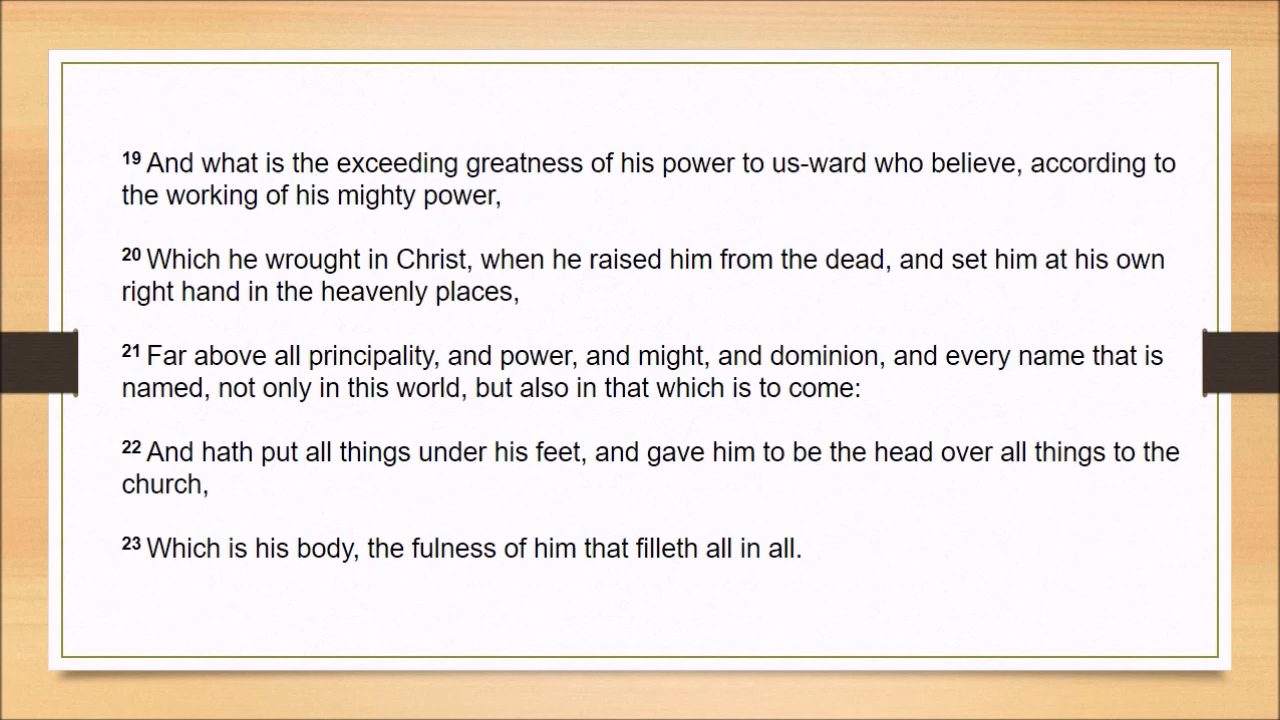 19 And what is the exceeding greatness of his power to us-ward who believe, according to
the working of his mighty power,
20 Which he wrought in Christ, when he raised him from the dead, and set him at his own
right hand in the heavenly places,
21 Far above all principality, and power, and might, and dominion, and every name that is
named, not only in this world, but also in that which is to come:
22 And hath put all things under his feet, and gave him to be the head over all things to the
church,
23 Which is his body, the fulness of him that filleth all in all.